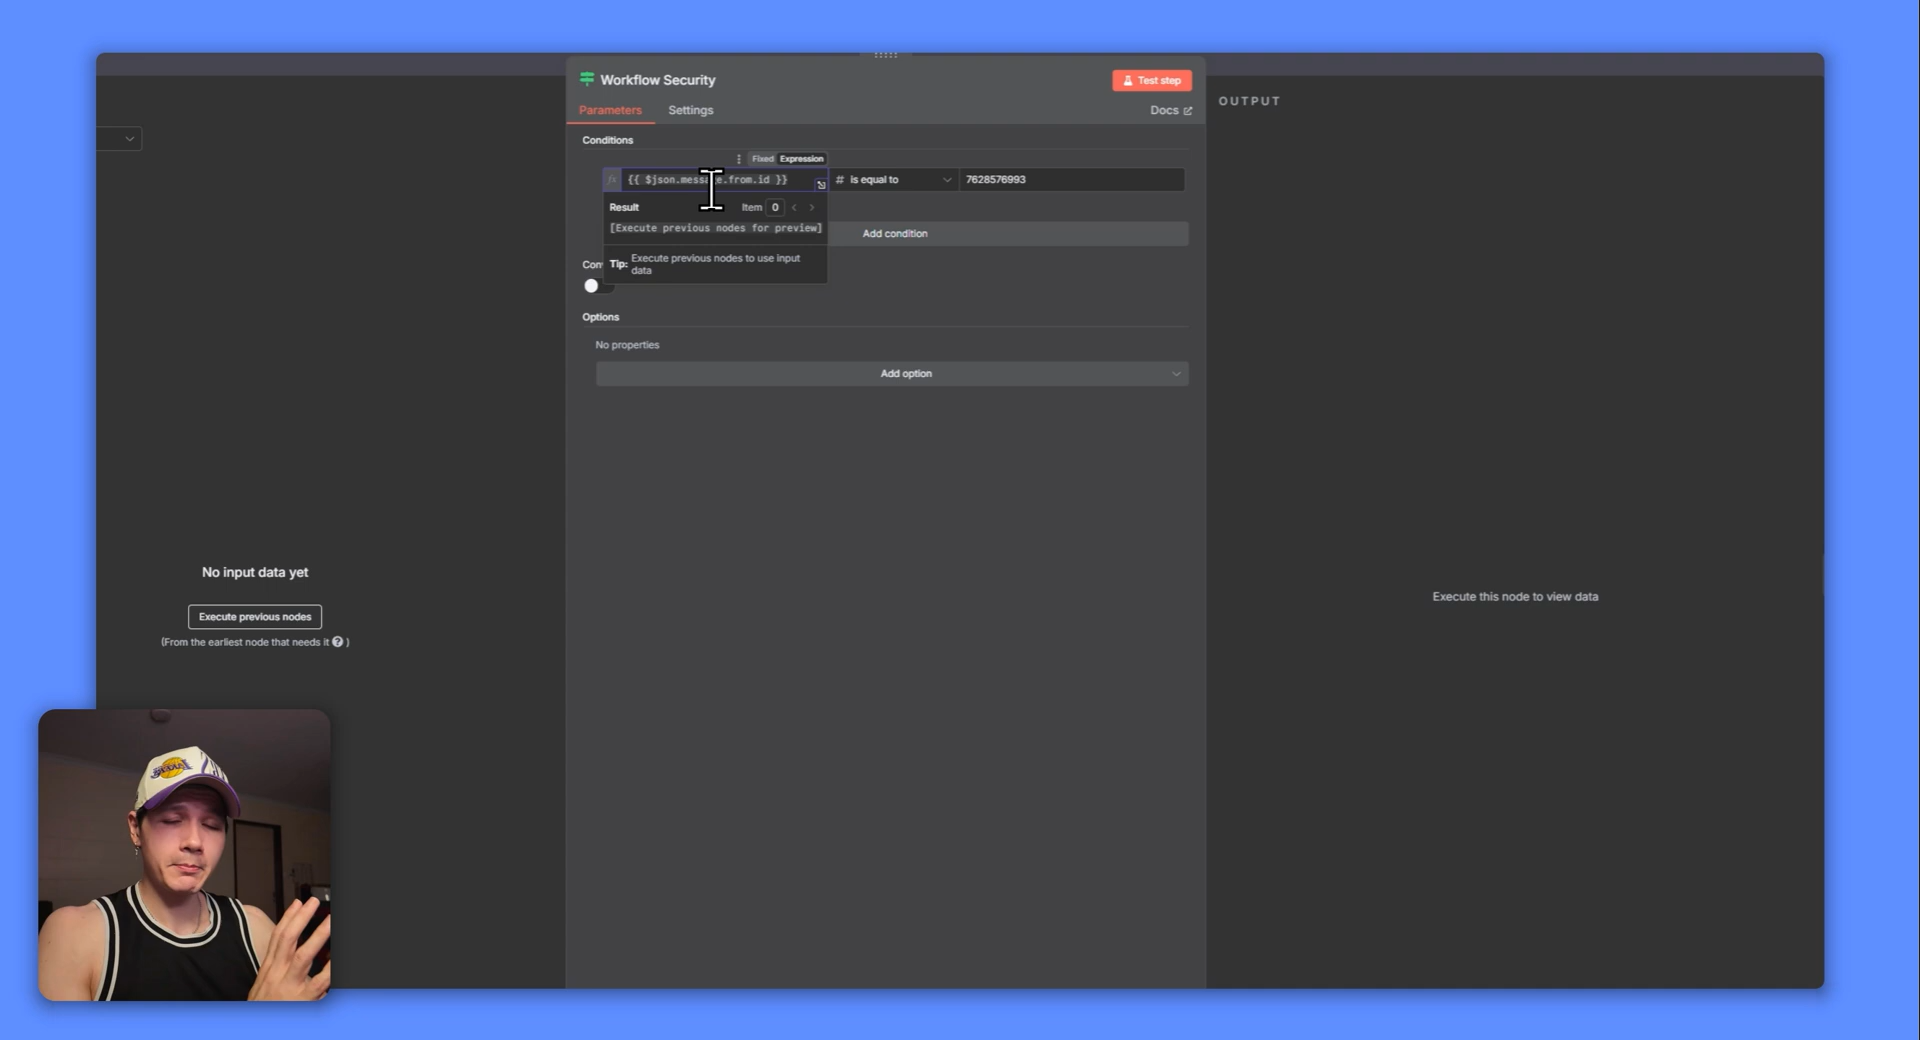 Workflow Security
Test step
Parameters
Settings
Docs
OUTPUT
Conditions
Fixed
Expression
fx
{{ $json.message.from.id }}
# is equal to
7628576993
Result
Item 0
[Execute previous nodes for preview]
Add condition
Con
Tip: Execute previous nodes to use input
data
Options
No properties
Add option
No input data yet
Execute previous nodes
(From the earliest node that needs it ? )
Execute this node to view data